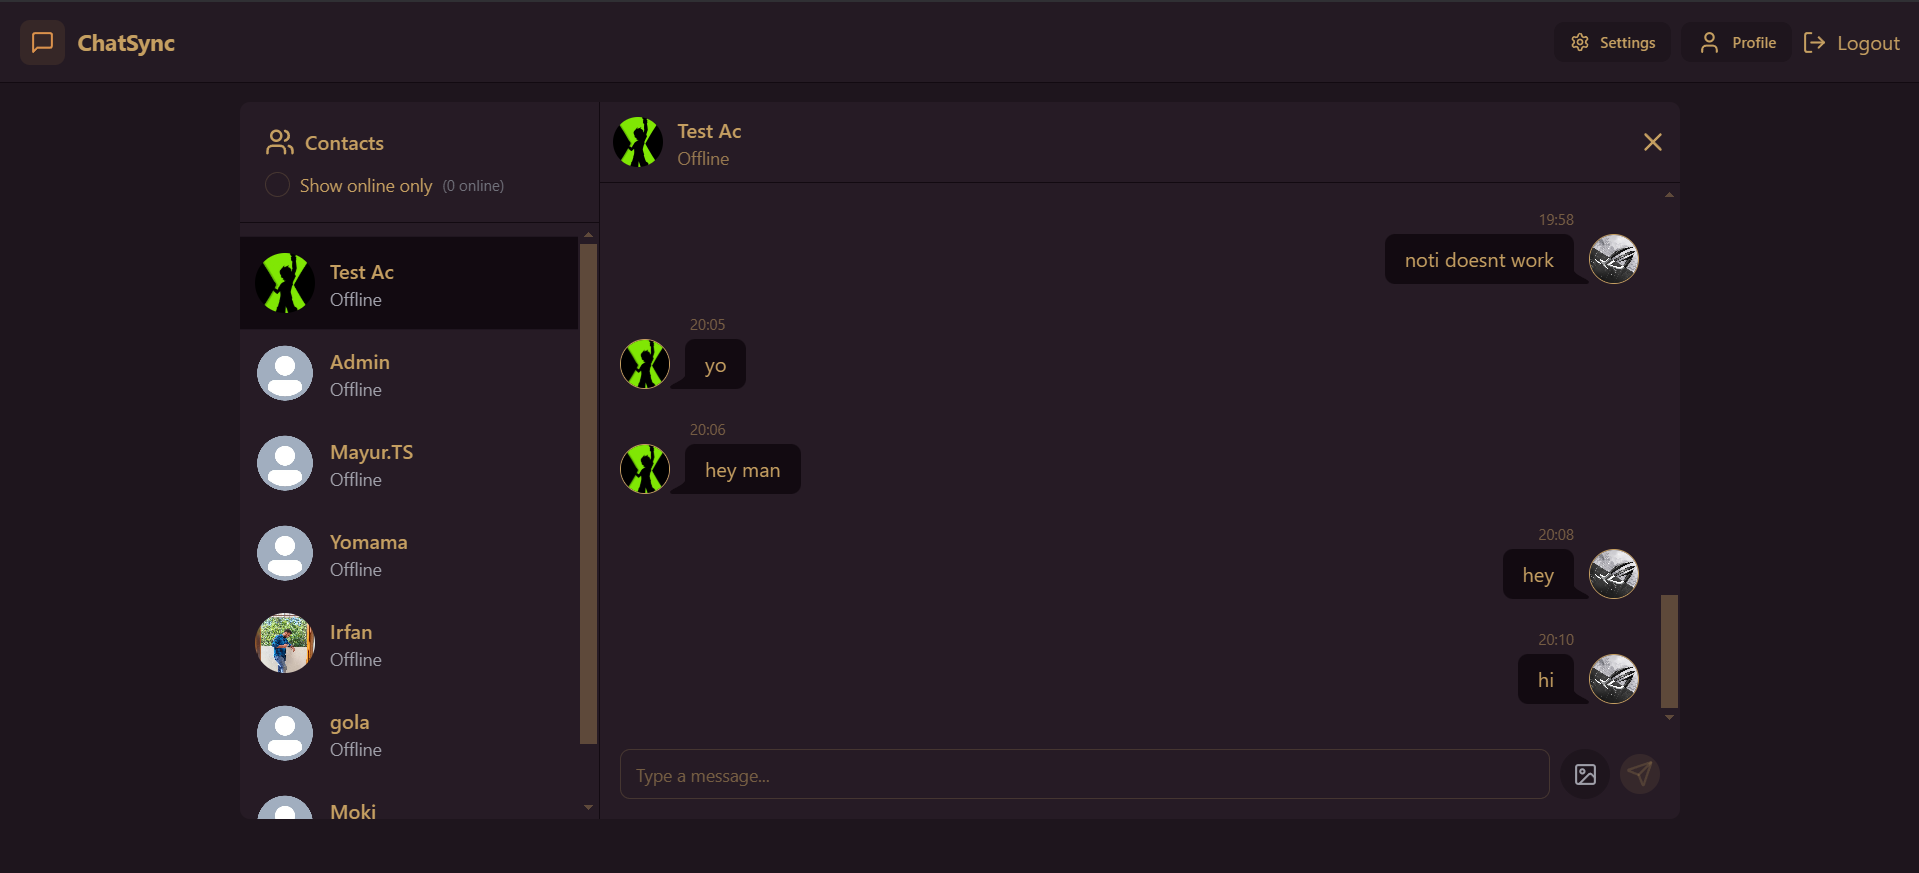 ChatSync
Settings
Profile
Logout
Contacts
Show online only (0 online)
Test Ac
Offline
Admin
Offline
Mayur.TS
Offline
Yomama
Offline
Irfan
Offline
gola
Offline
Moki
Test Ac
Offline
19:58
noti doesnt work
20:05
yo
20:06
hey man
20:08
hey
20:10
hi
Type a message...